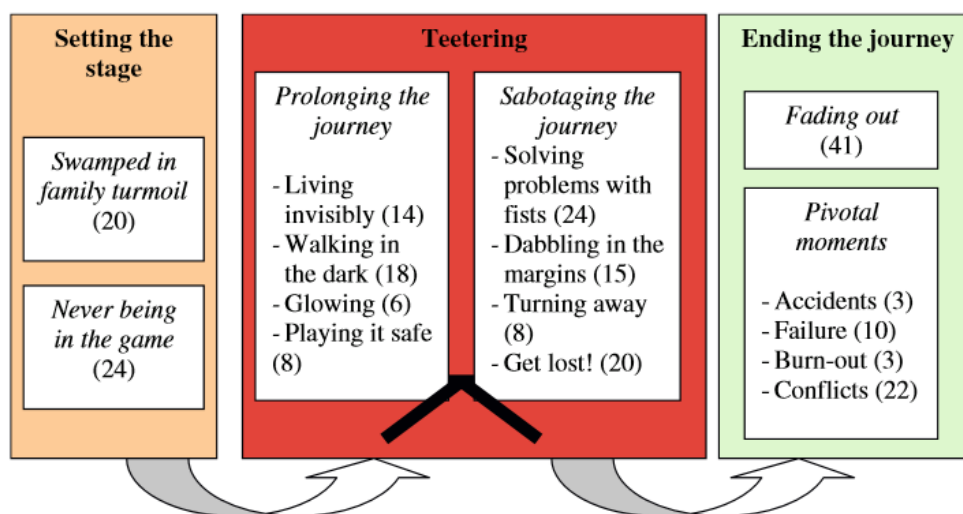 Setting the
stage
Swamped in
family turmoil
(20)
Never being
in the game
(24)
Teetering
Prolonging the
journey
- Living
invisibly (14)
- Walking in
the dark (18)
- Glowing (6)
- Playing it safe
(8)
Sabotaging the
journey
- Solving
problems with
fists (24)
- Dabbling in the
margins (15)
- Turning away
(8)
- Get lost! (20)
Ending the journey
Fading out
(41)
Pivotal
moments
- Accidents (3)
- Failure (10)
- Burn-out (3)
- Conflicts (22)